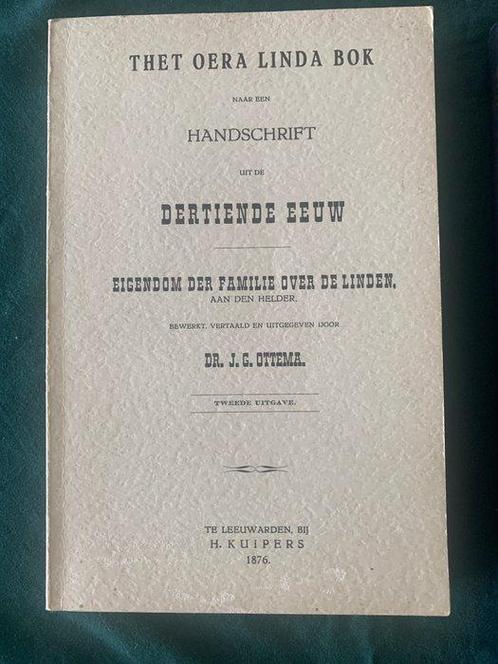 THET OERA LINDA BOK
NAAR EEN
HANDSCHRIFT
UIT DE
DERTIENDE EEUW
EIGENDOM DER FAMILIE OVER DE LINDEN,
AAN DEN HELDER.
BEWERKT, VERTAALD EN UITGEGEVEN DOOR
DR. J. G. OTTEMA.
TWEEDE UITGAVE.
TE LEEUWARDEN, BIJ
H. KUIPERS
1876.